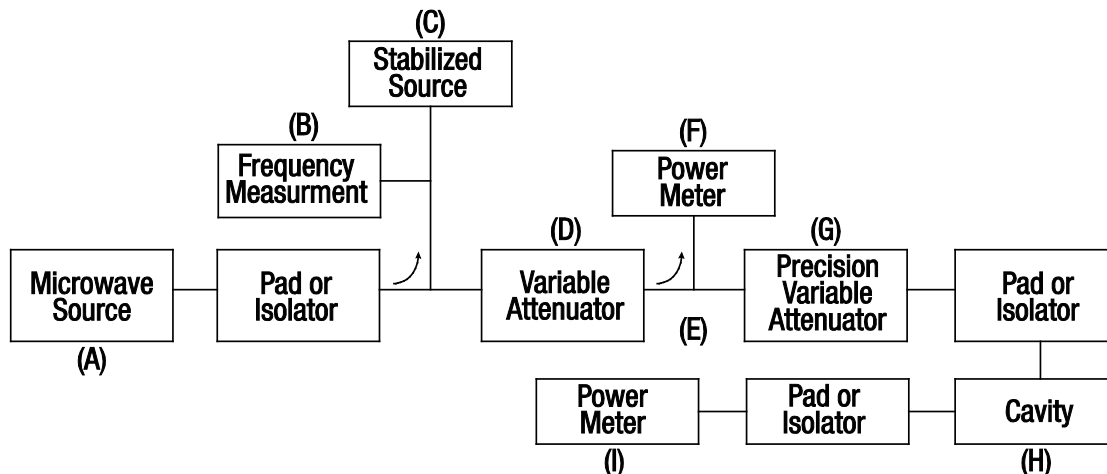 (C)
Stabilized
Source
(B)
Frequency
Measurment
(F)
Power
Meter
(A)
Microwave
Source
Pad or
Isolator
(D)
Variable
Attenuator
(E)
(G)
Precision
Variable
Attenuator
Pad or
Isolator
Power
Meter
(I)
Pad or
Isolator
Cavity
(H)